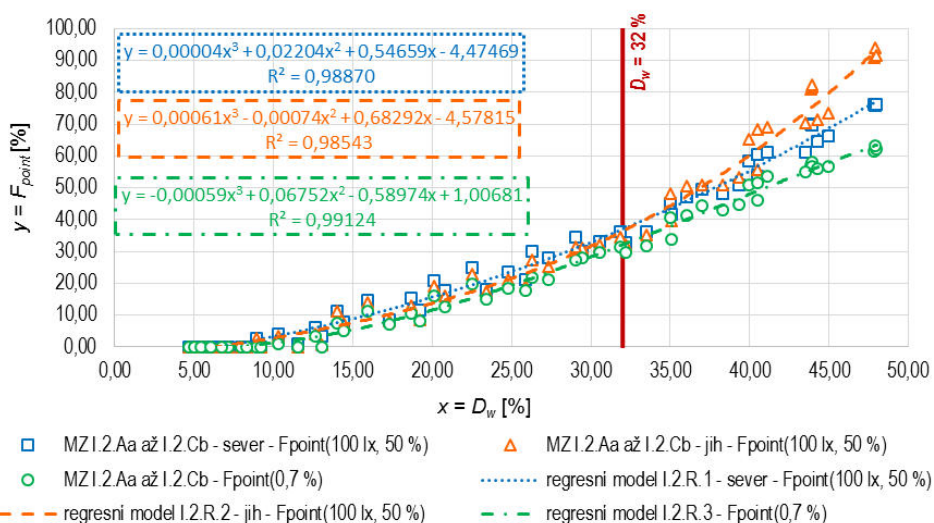 y = F_point [%]
100,00
90,00
80,00
70,00
60,00
50,00
40,00
30,00
20,00
10,00
0,00
y = 0,00004x³ + 0,02204x² + 0,54659x - 4,47469
R² = 0,98870
y = 0,00061x³ - 0,00074x² + 0,68292x - 4,57815
R² = 0,98543
y = -0,00059x³ + 0,06752x² - 0,58974x + 1,00681
R² = 0,99124
D_w = 32 %
0,00 5,00 10,00 15,00 20,00 25,00 30,00 35,00 40,00 45,00 50,00
x = D_w [%]
MZ I.2.Aa až I.2.Cb - sever - Fpoint(100 lx, 50 %)
MZ I.2.Aa až I.2.Cb - jih - Fpoint(100 lx, 50 %)
MZ I.2.Aa až I.2.Cb - Fpoint(0,7 %)
regresní model I.2.R.1 - sever - Fpoint(100 lx, 50 %)
regresní model I.2.R.2 - jih - Fpoint(100 lx, 50 %)
regresní model I.2.R.3 - Fpoint(0,7 %)